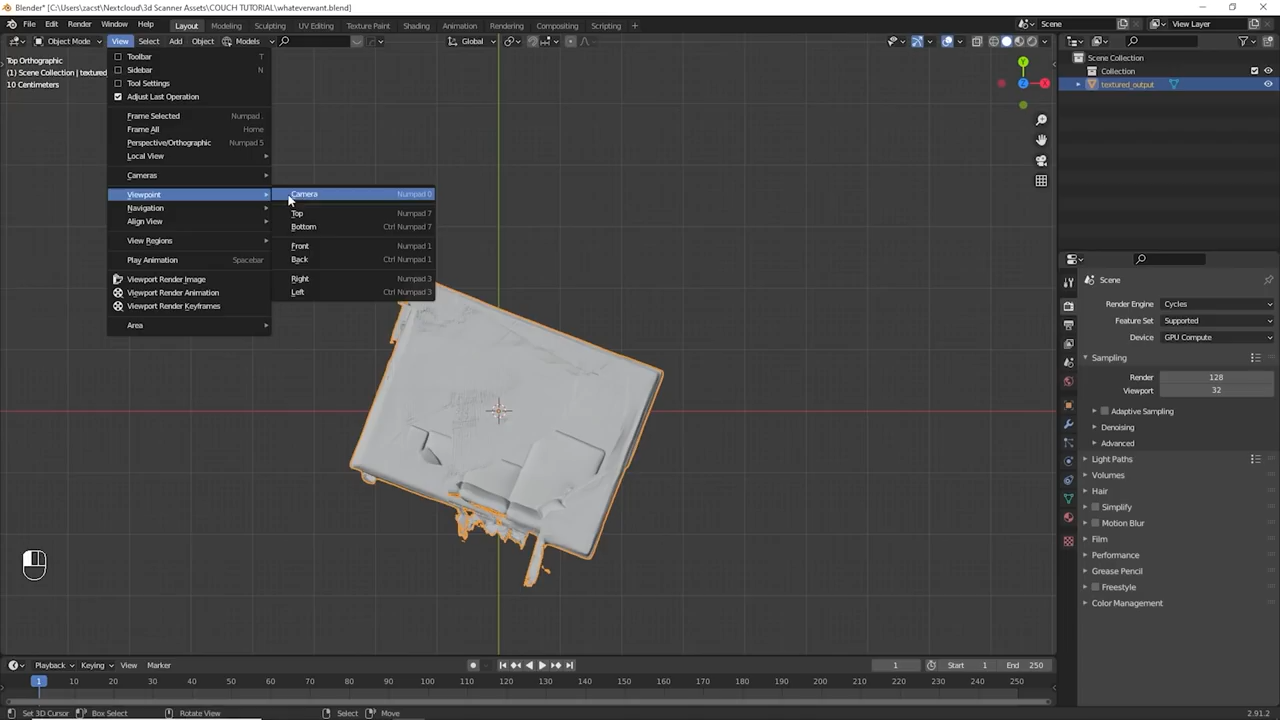 Blender* [C:\Users\zacst\Nextcloud\3d Scanner Assets\COUCH TUTORIAL\whateverwant.blend]
File Edit Render Window Help Layout Modeling Sculpting UV Editing Texture Paint Shading Animation Rendering Compositing Scripting Scene View Layer
Object Mode View Select Add Object Models Global
Top Orthographic
(1) Scene Collection | textured
10 Centimeters
Toolbar T
Sidebar N
Tool Settings
Adjust Last Operation
Frame Selected Numpad .
Frame All Home
Perspective/Orthographic Numpad 5
Local View
Cameras
Viewpoint
Navigation
Align View
View Regions
Play Animation Spacebar
Viewport Render Image
Viewport Render Animation
Viewport Render Keyframes
Area
Camera Numpad 0
Top Numpad 7
Bottom Ctrl Numpad 7
Front Numpad 1
Back Ctrl Numpad 1
Right Numpad 3
Left Ctrl Numpad 3
Y
Z X
Scene Collection
Collection
textured_output
Scene
Render Engine Cycles
Feature Set Supported
Device GPU Compute
Sampling
Render 128
Viewport 32
Adaptive Sampling
Denoising
Advanced
Light Paths
Volumes
Hair
Simplify
Motion Blur
Film
Performance
Grease Pencil
Freestyle
Color Management
Playback Keying View Marker 1 Start 1 End 250
1 10 20 30 40 50 60 70 80 90 100 110 120 130 140 150 160 170 180 190 200 210 220 230 240 250
Set 3D Cursor Box Select Rotate View Select Move 2.91.2